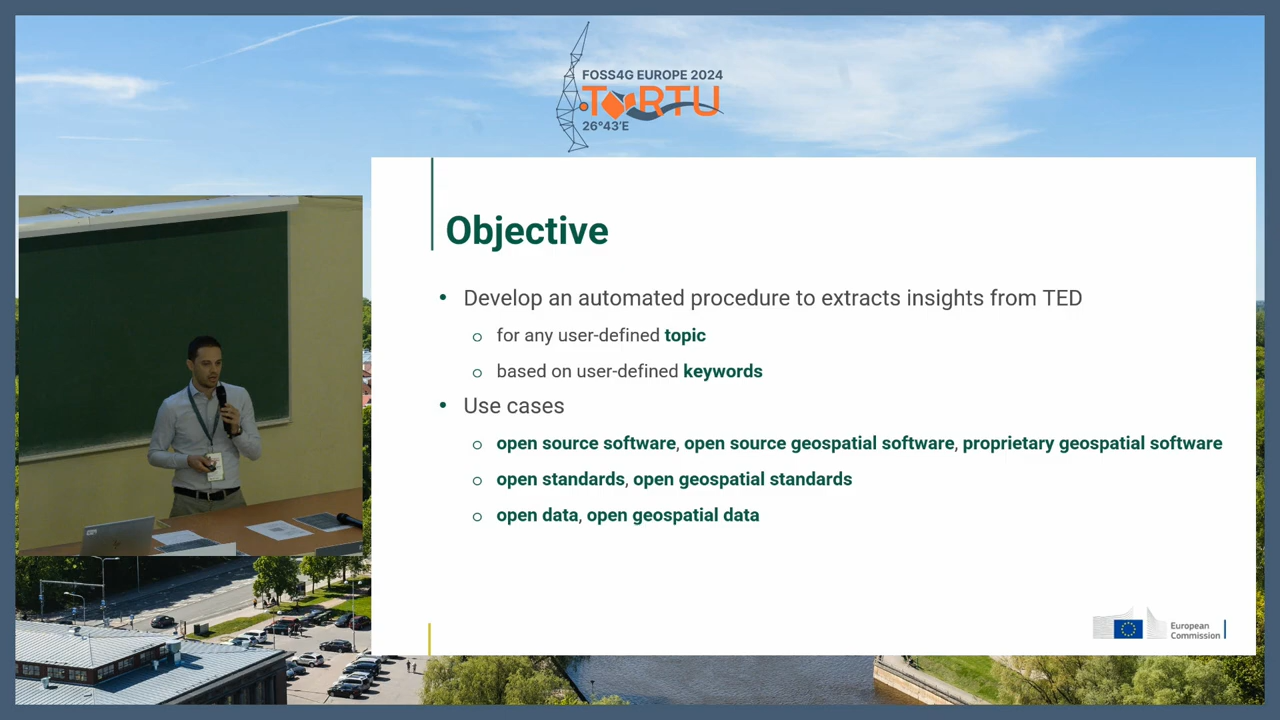 FOSS4G EUROPE 2024
TARTU
26°43'E
Objective
• Develop an automated procedure to extracts insights from TED
o for any user-defined topic
o based on user-defined keywords
• Use cases
o open source software, open source geospatial software, proprietary geospatial software
o open standards, open geospatial standards
o open data, open geospatial data
European
Commission